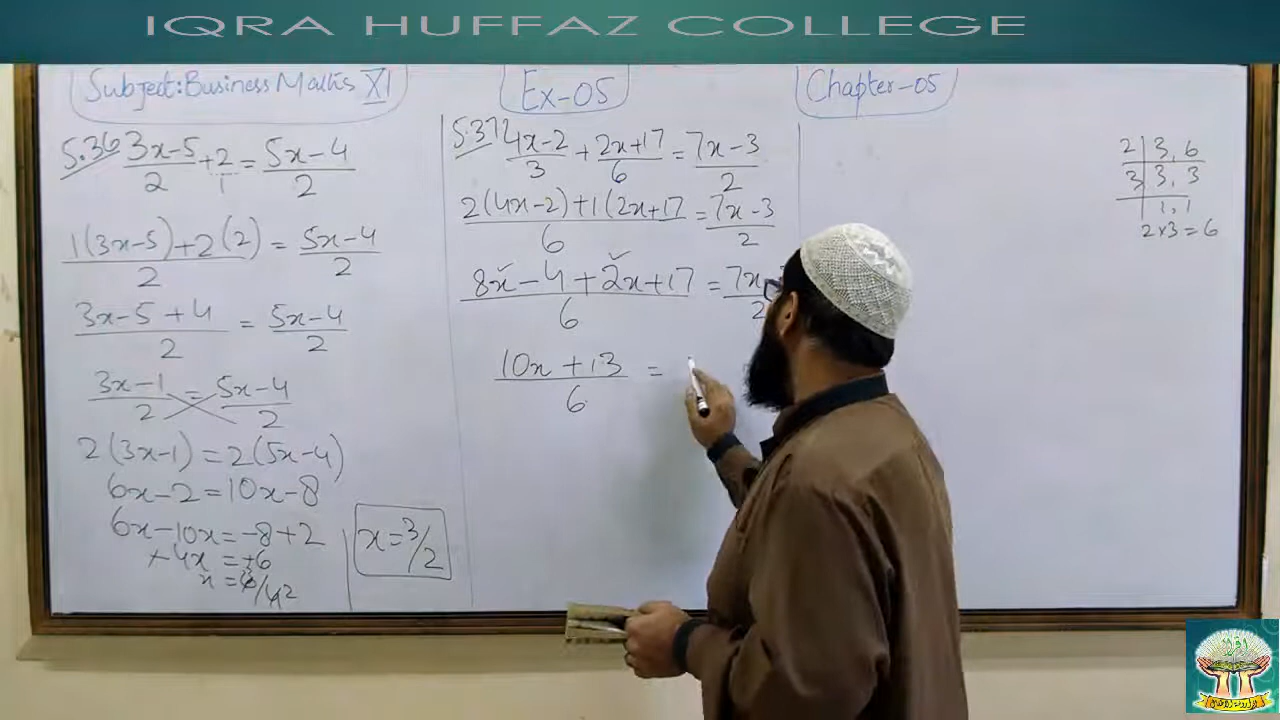 IQRA HUFFAZ COLLEGE
Subject: Business Maths XI
Ex-05
Chapter-05
5.36 (3x-5)/2 + 2/1 = (5x-4)/2
(1(3x-5)+2(2))/2 = (5x-4)/2
(3x-5+4)/2 = (5x-4)/2
(3x-1)/2 = (5x-4)/2
2(3x-1) = 2(5x-4)
6x-2 = 10x-8
6x-10x = -8+2
-4x = -6
x = 3/2
5.37 (4x-2)/3 + (2x+17)/6 = (7x-3)/2
(2(4x-2)+1(2x+17)/6 = (7x-3)/2
(8x-4+2x+17)/6 = 7x/2
(10x+13)/6 =
2 | 3, 6
3 | 3, 3
1, 1
2x3 = 6